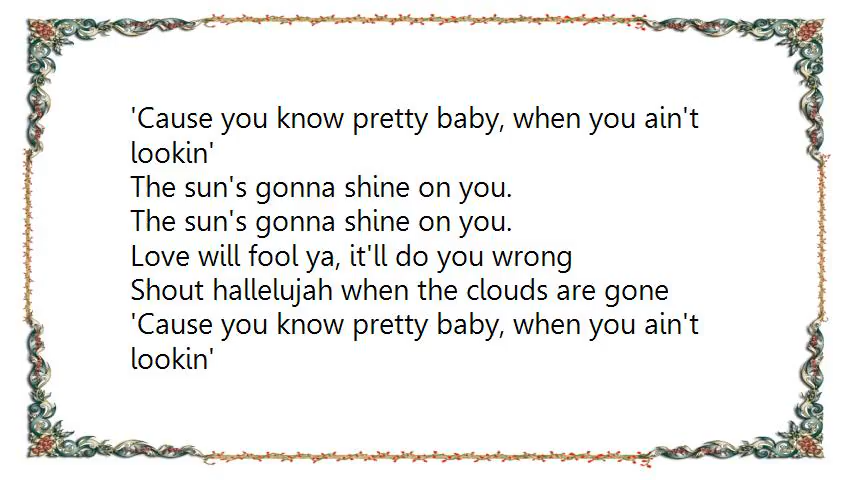 'Cause you know pretty baby, when you ain't
lookin'
The sun's gonna shine on you.
The sun's gonna shine on you.
Love will fool ya, it'll do you wrong
Shout hallelujah when the clouds are gone
'Cause you know pretty baby, when you ain't
lookin'